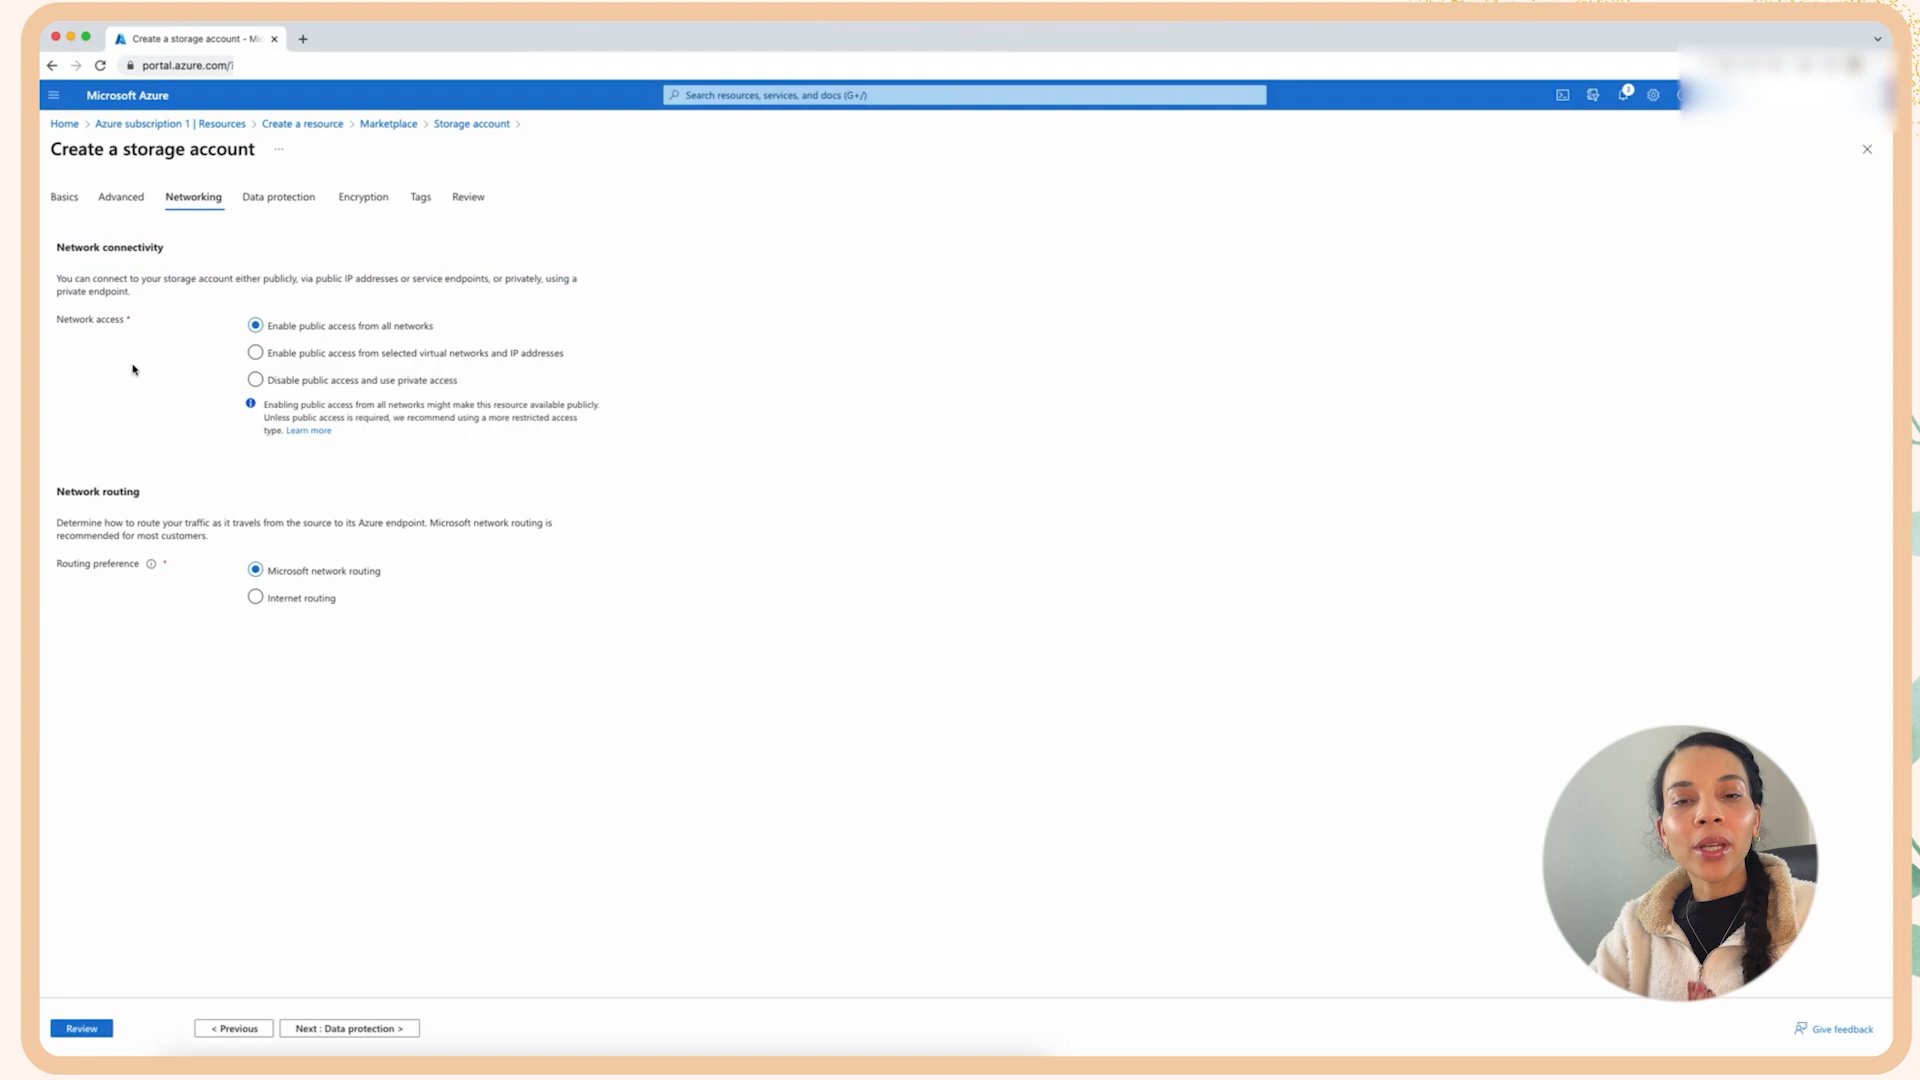 Create a storage account - Mi
portal.azure.com/?
Microsoft Azure
Search resources, services, and docs (G+/)
1
Home > Azure subscription 1 | Resources > Create a resource > Marketplace > Storage account >
Create a storage account ...
Basics Advanced Networking Data protection Encryption Tags Review
Network connectivity
You can connect to your storage account either publicly, via public IP addresses or service endpoints, or privately, using a
private endpoint.
Network access *
Enable public access from all networks
Enable public access from selected virtual networks and IP addresses
Disable public access and use private access
Enabling public access from all networks might make this resource available publicly.
Unless public access is required, we recommend using a more restricted access
type. Learn more
Network routing
Determine how to route your traffic as it travels from the source to its Azure endpoint. Microsoft network routing is
recommended for most customers.
Routing preference *
Microsoft network routing
Internet routing
Review
< Previous
Next : Data protection >
Give feedback